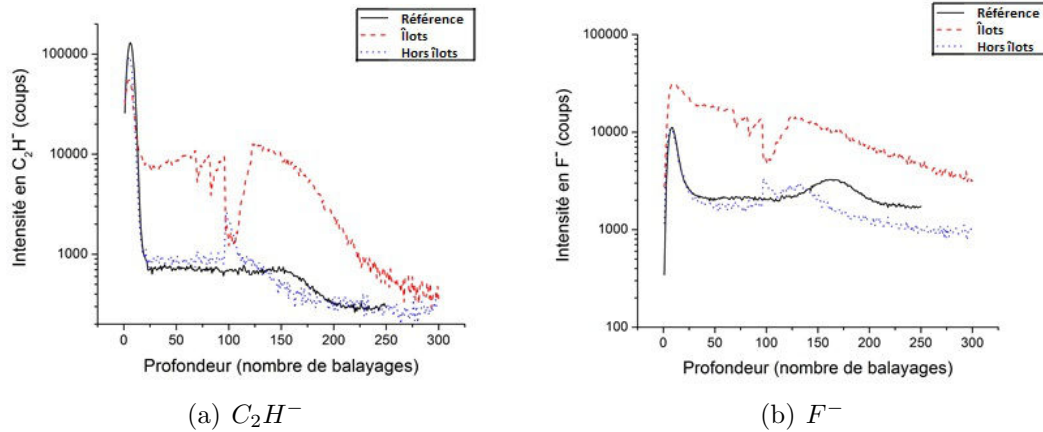 Référence
Îlots
Hors îlots
100000
10000
1000
Intensité en C₂H⁻ (coups)
0 50 100 150 200 250 300
Profondeur (nombre de balayages)
(a) C₂H⁻
Référence
Îlots
Hors îlots
100000
10000
1000
100
Intensité en F⁻ (coups)
0 50 100 150 200 250 300
Profondeur (nombre de balayages)
(b) F⁻